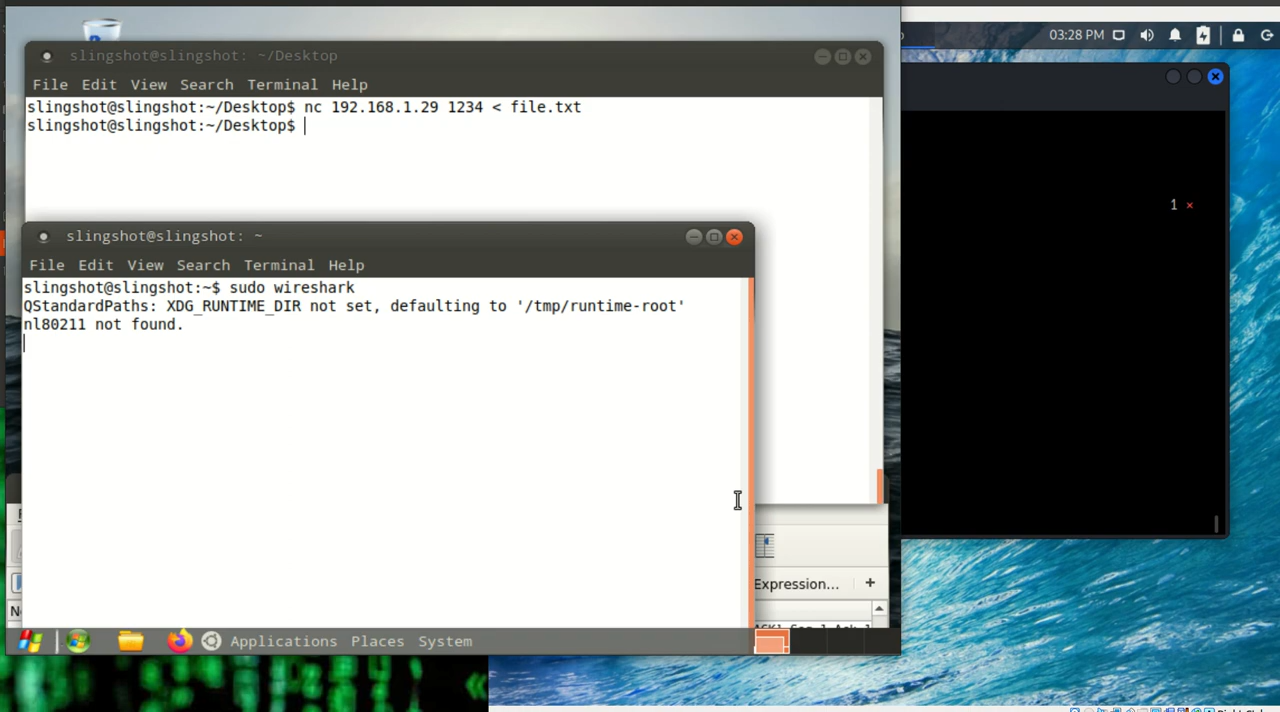 slingshot@slingshot: ~/Desktop
File Edit View Search Terminal Help
slingshot@slingshot:~/Desktop$ nc 192.168.1.29 1234 < file.txt
slingshot@slingshot:~/Desktop$
slingshot@slingshot: ~
File Edit View Search Terminal Help
slingshot@slingshot:~$ sudo wireshark
QStandardPaths: XDG_RUNTIME_DIR not set, defaulting to '/tmp/runtime-root'
nl80211 not found.
Expression... +
Applications Places System
03:28 PM
1 ×